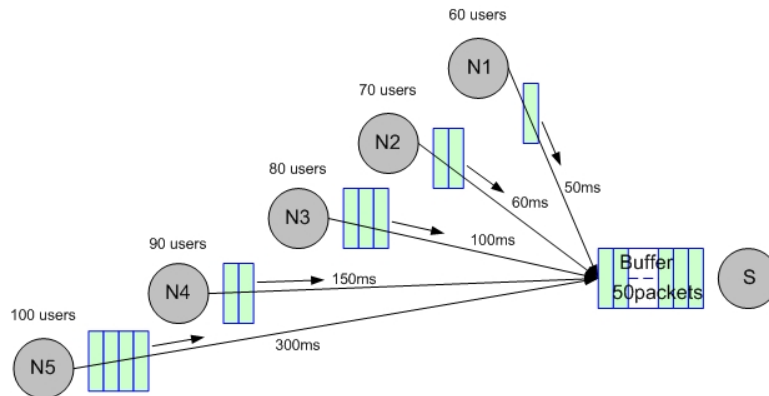 60 users
N1
70 users
N2
50ms
80 users
60ms
N3
100ms
90 users
Buffer
N4
150ms
S
50packets
100 users
300ms
N5